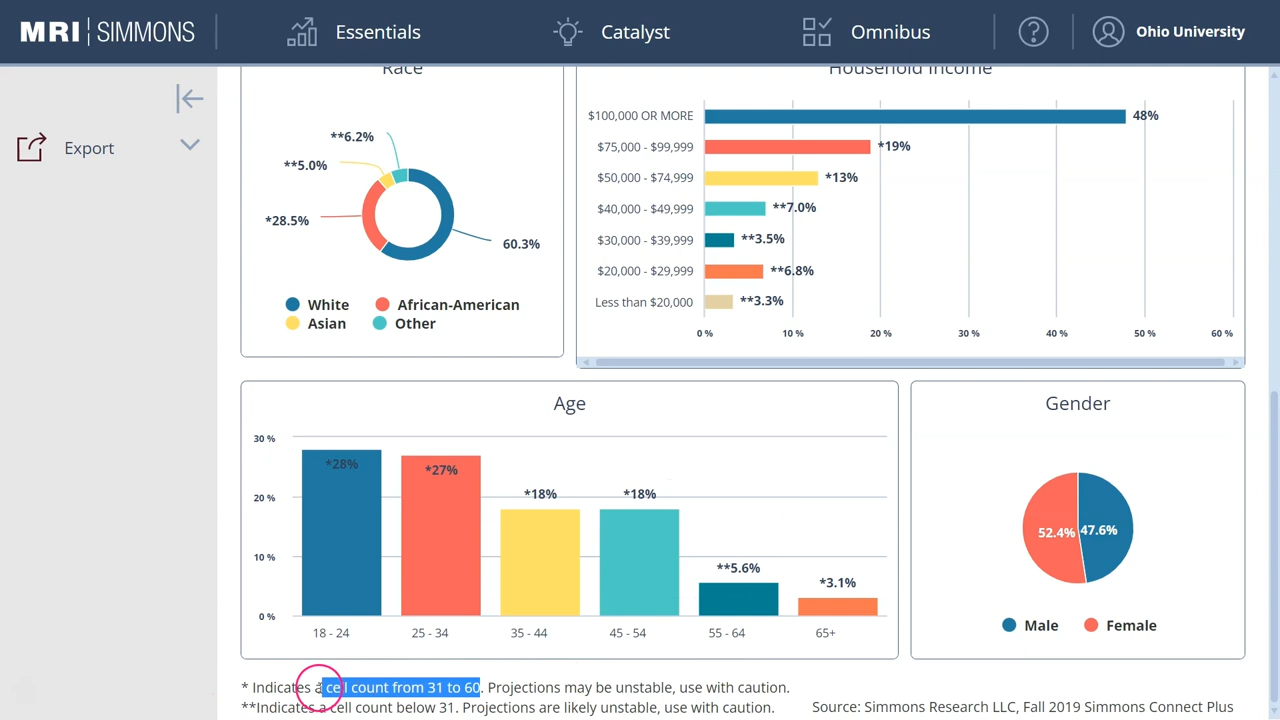 MRI | SIMMONS
Essentials
Catalyst
Omnibus
?
Ohio University
Export
Race
**6.2%
**5.0%
*28.5%
60.3%
White
African-American
Asian
Other
Household Income
$100,000 OR MORE
48%
$75,000 - $99,999
*19%
$50,000 - $74,999
*13%
$40,000 - $49,999
**7.0%
$30,000 - $39,999
**3.5%
$20,000 - $29,999
**6.8%
Less than $20,000
**3.3%
0 %
10 %
20 %
30 %
40 %
50 %
60 %
Age
30 %
20 %
10 %
0 %
*28%
*27%
*18%
*18%
**5.6%
*3.1%
18 - 24
25 - 34
35 - 44
45 - 54
55 - 64
65+
Gender
52.4%
47.6%
Male
Female
* Indicates a cell count from 31 to 60. Projections may be unstable, use with caution.
**Indicates a cell count below 31. Projections are likely unstable, use with caution.
Source: Simmons Research LLC, Fall 2019 Simmons Connect Plus